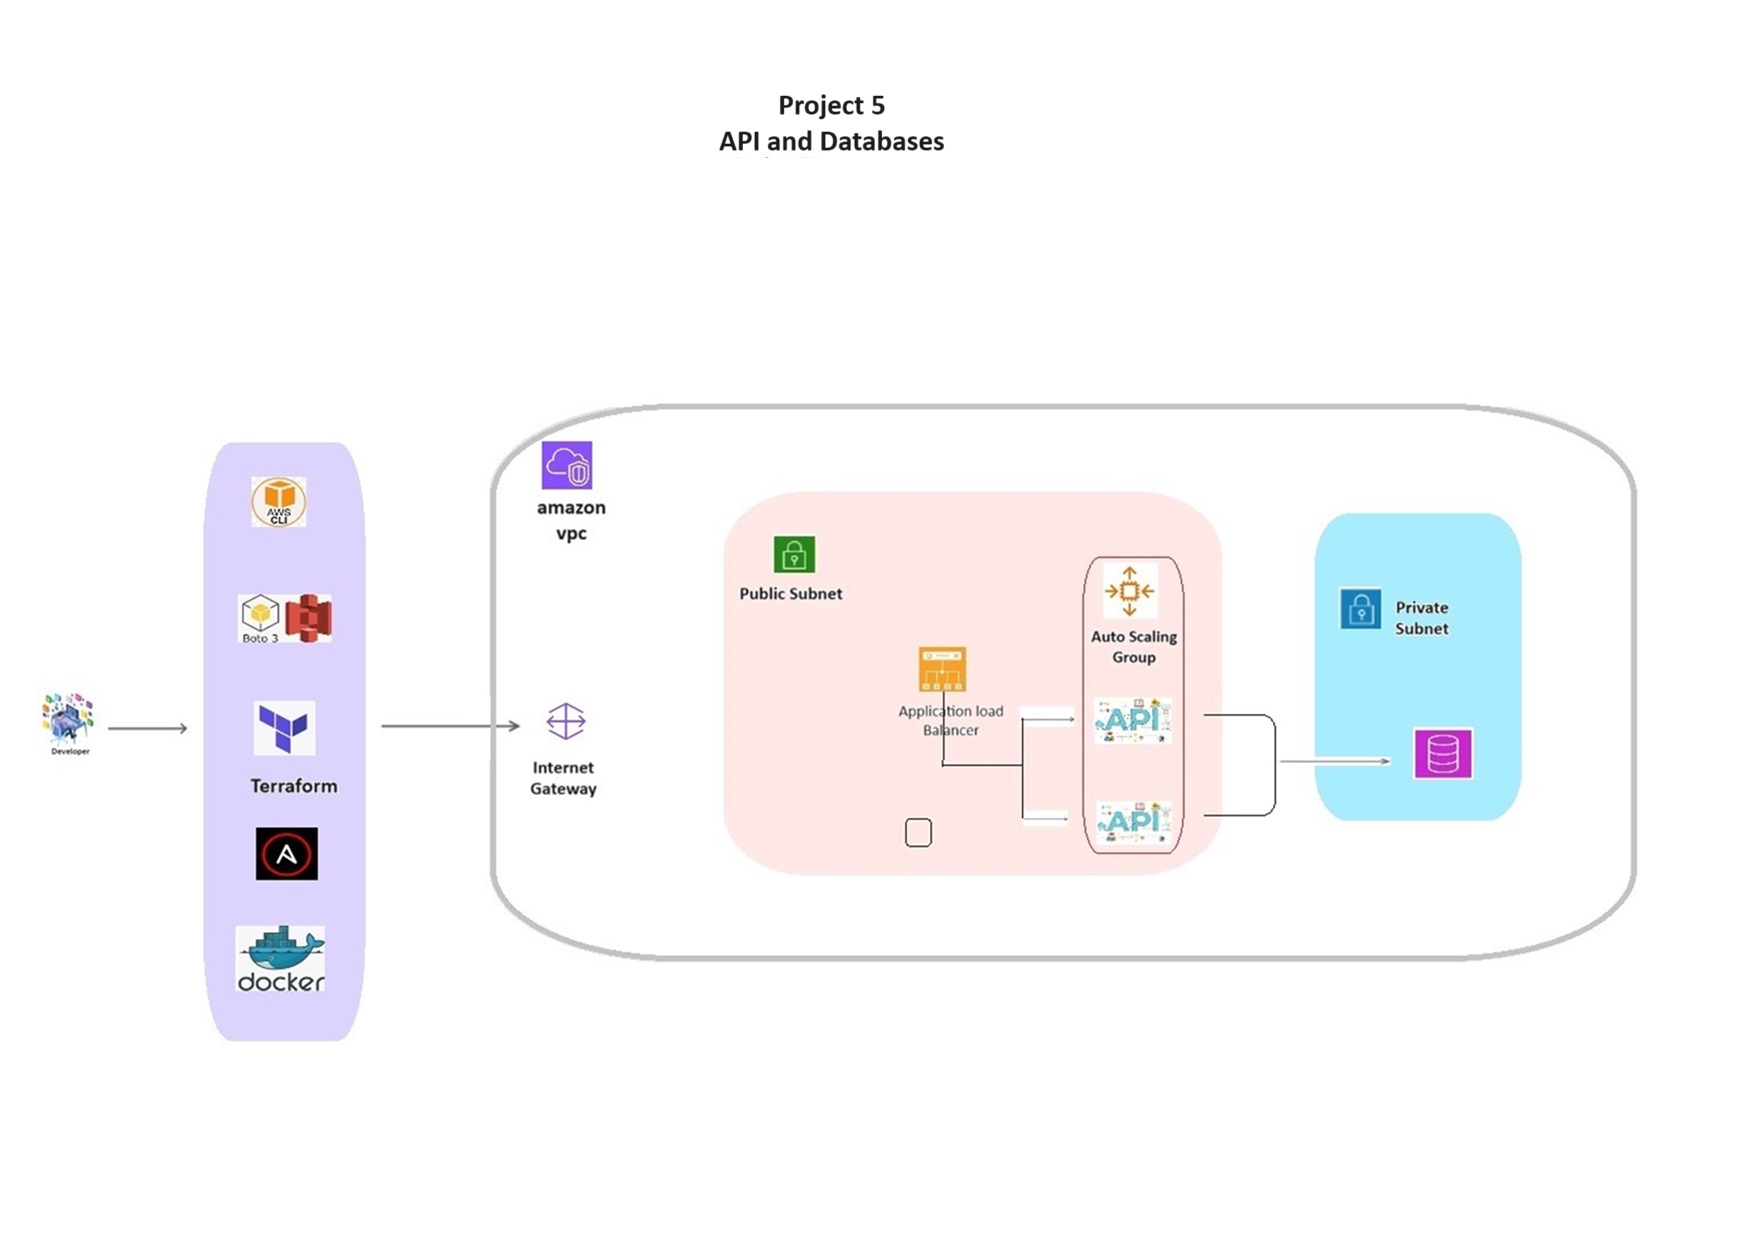 Project 5
API and Databases
AWS
CLI
Boto 3
Developer
Terraform
docker
amazon
vpc
Internet
Gateway
Public Subnet
Application load
Balancer
Auto Scaling
Group
API
API
Private
Subnet